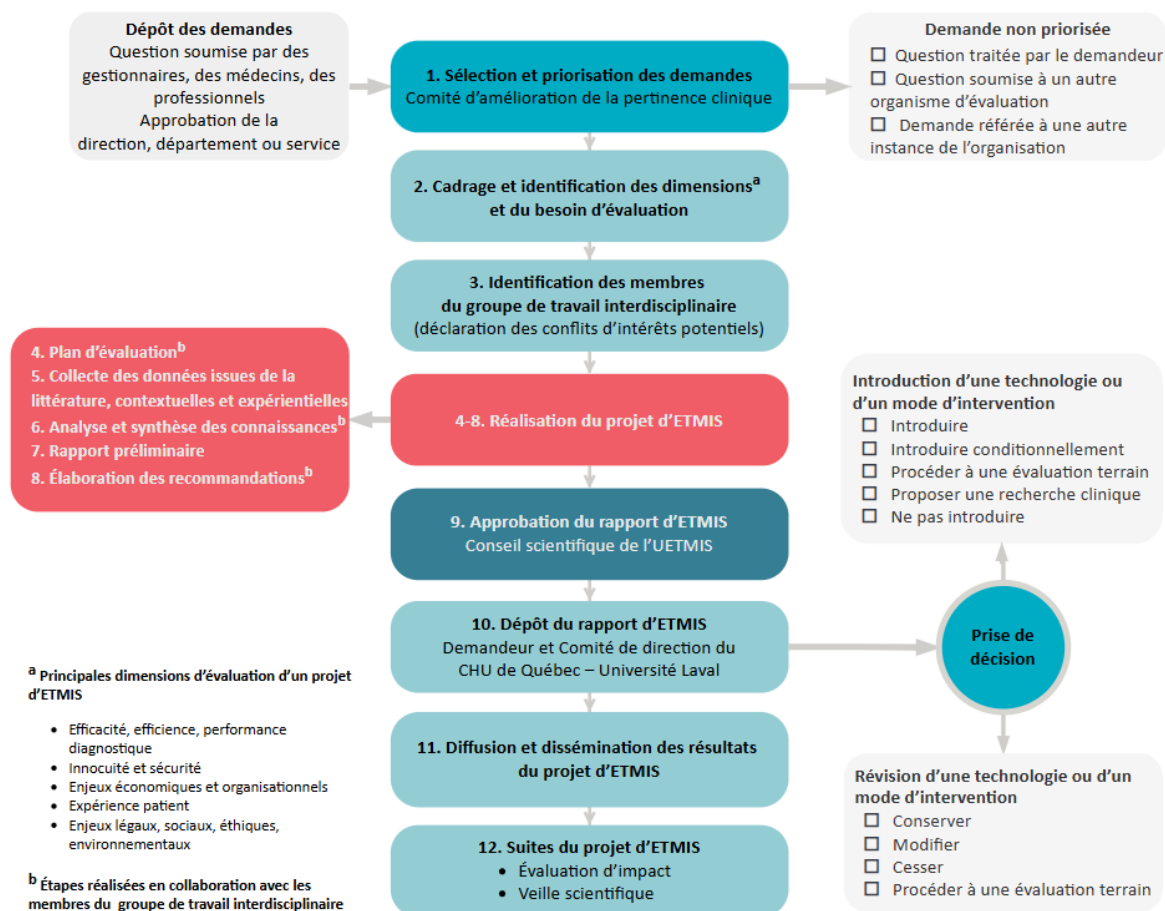 Dépôt des demandes
Question soumise par des
gestionnaires, des médecins, des
professionnels
Approbation de la
direction, département ou service
1. Sélection et priorisation des demandes
Comité d'amélioration de la pertinence clinique
Demande non priorisée
☐ Question traitée par le demandeur
☐ Question soumise à un autre
organisme d'évaluation
☐ Demande référée à une autre
instance de l'organisation
2. Cadrage et identification des dimensionsᵃ
et du besoin d'évaluation
3. Identification des membres
du groupe de travail interdisciplinaire
(déclaration des conflits d'intérêts potentiels)
4. Plan d'évaluationᵇ
5. Collecte des données issues de la
littérature, contextuelles et expérientielles
6. Analyse et synthèse des connaissancesᵇ
7. Rapport préliminaire
8. Élaboration des recommandationsᵇ
4-8. Réalisation du projet d'ETMIS
9. Approbation du rapport d'ETMIS
Conseil scientifique de l'UETMIS
10. Dépôt du rapport d'ETMIS
Demandeur et Comité de direction du
CHU de Québec – Université Laval
11. Diffusion et dissémination des résultats
du projet d'ETMIS
12. Suites du projet d'ETMIS
• Évaluation d'impact
• Veille scientifique
Introduction d'une technologie ou
d'un mode d'intervention
☐ Introduire
☐ Introduire conditionnellement
☐ Procéder à une évaluation terrain
☐ Proposer une recherche clinique
☐ Ne pas introduire
Prise de
décision
Révision d'une technologie ou d'un
mode d'intervention
☐ Conserver
☐ Modifier
☐ Cesser
☐ Procéder à une évaluation terrain
ᵃ Principales dimensions d'évaluation d'un projet
d'ETMIS
• Efficacité, efficience, performance
diagnostique
• Innocuité et sécurité
• Enjeux économiques et organisationnels
• Expérience patient
• Enjeux légaux, sociaux, éthiques,
environnementaux
ᵇ Étapes réalisées en collaboration avec les
membres du groupe de travail interdisciplinaire